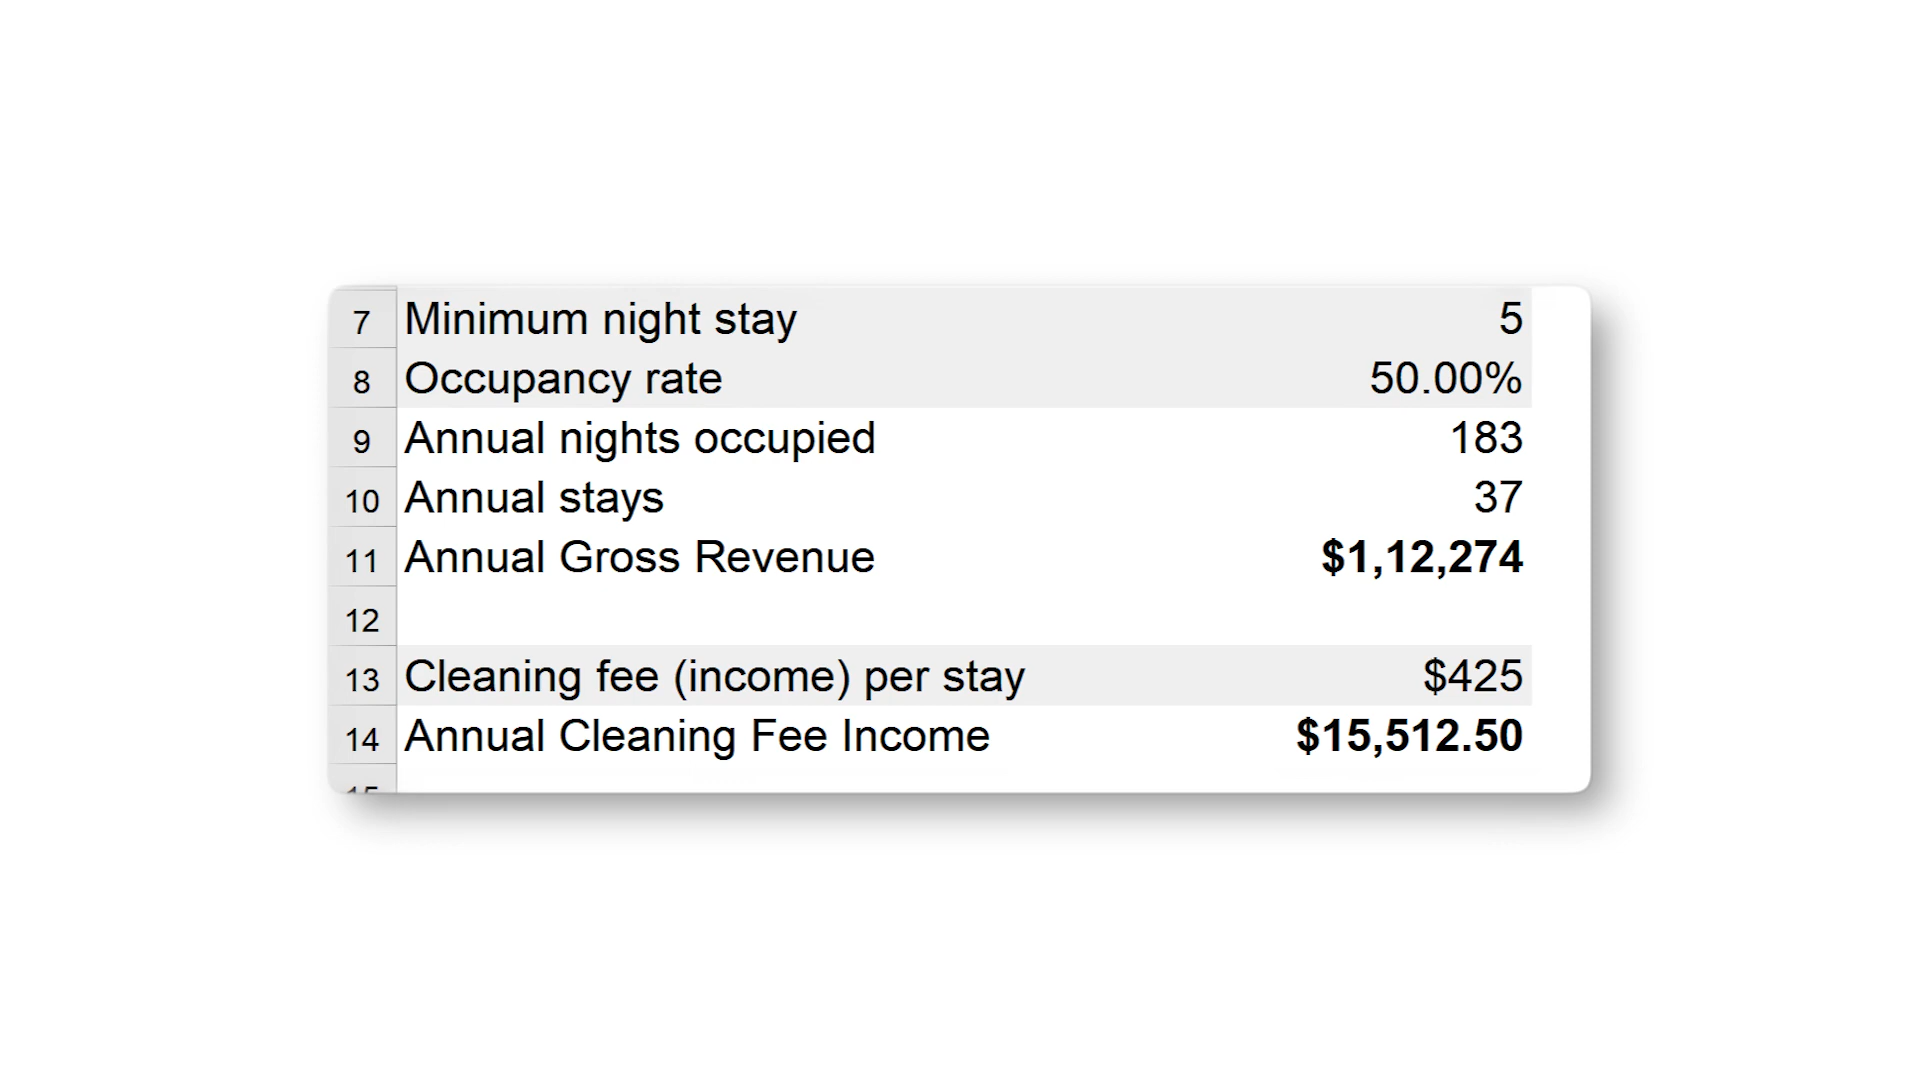 7 Minimum night stay 5
8 Occupancy rate 50.00%
9 Annual nights occupied 183
10 Annual stays 37
11 Annual Gross Revenue $1,12,274
12
13 Cleaning fee (income) per stay $425
14 Annual Cleaning Fee Income $15,512.50